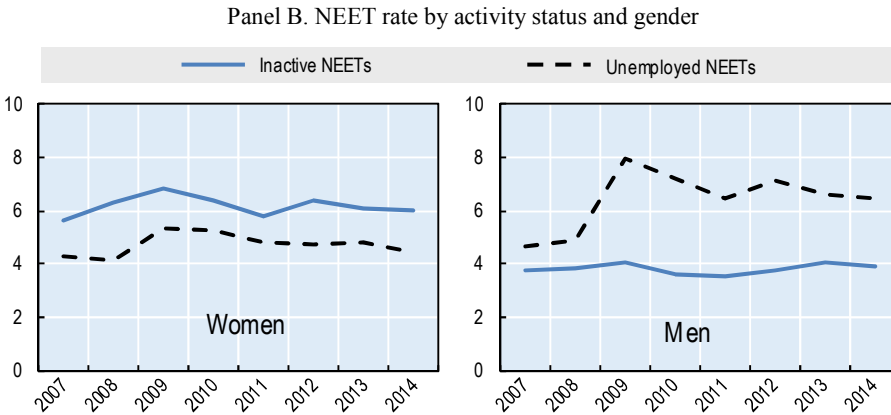 Panel B. NEET rate by activity status and gender
Inactive NEETs
Unemployed NEETs
10
8
6
4
2
0
Women
2007 2008 2009 2010 2011 2012 2013 2014
10
8
6
4
2
0
Men
2007 2008 2009 2010 2011 2012 2013 2014